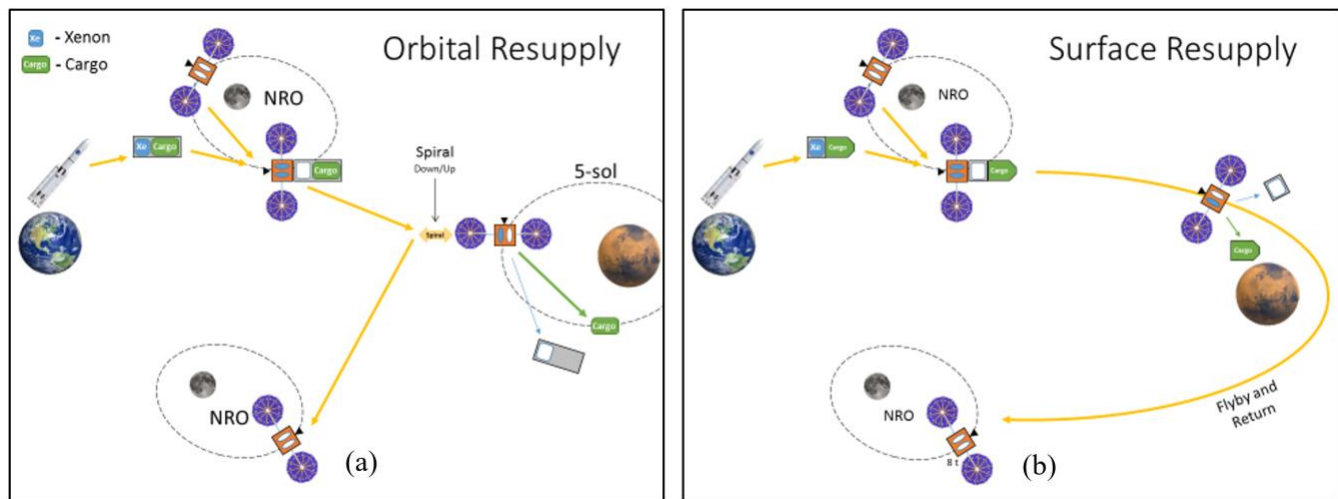 Orbital Resupply
Xe - Xenon
Cargo - Cargo
NRO
Xe Cargo
Cargo
Spiral
Down/Up
5-sol
Spiral
Cargo
NRO
(a)
Surface Resupply
NRO
Xe Cargo
Cargo
Cargo
Flyby and
Return
NRO
8 t
(b)